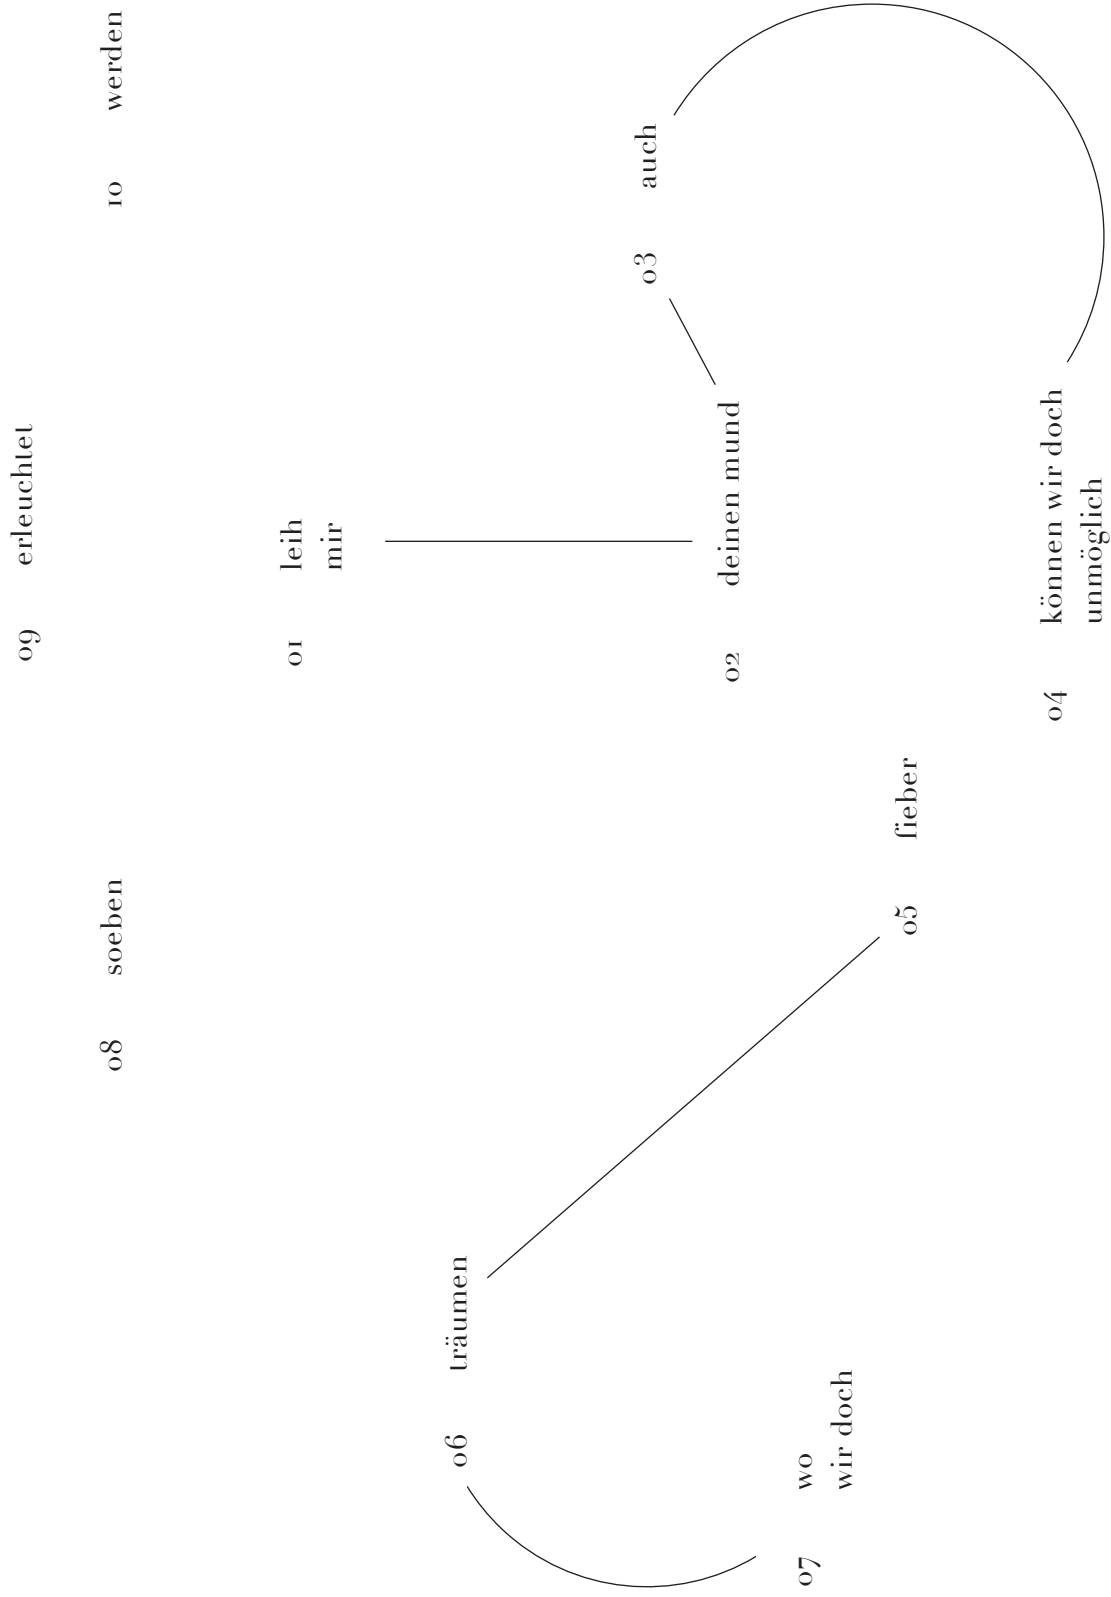 01 leih
mir
02 deinen mund
03 auch
04 können wir doch
unmöglich
05 fieber
06 träumen
07 wo
wir doch
08 soeben
09 erleuchtet
10 werden